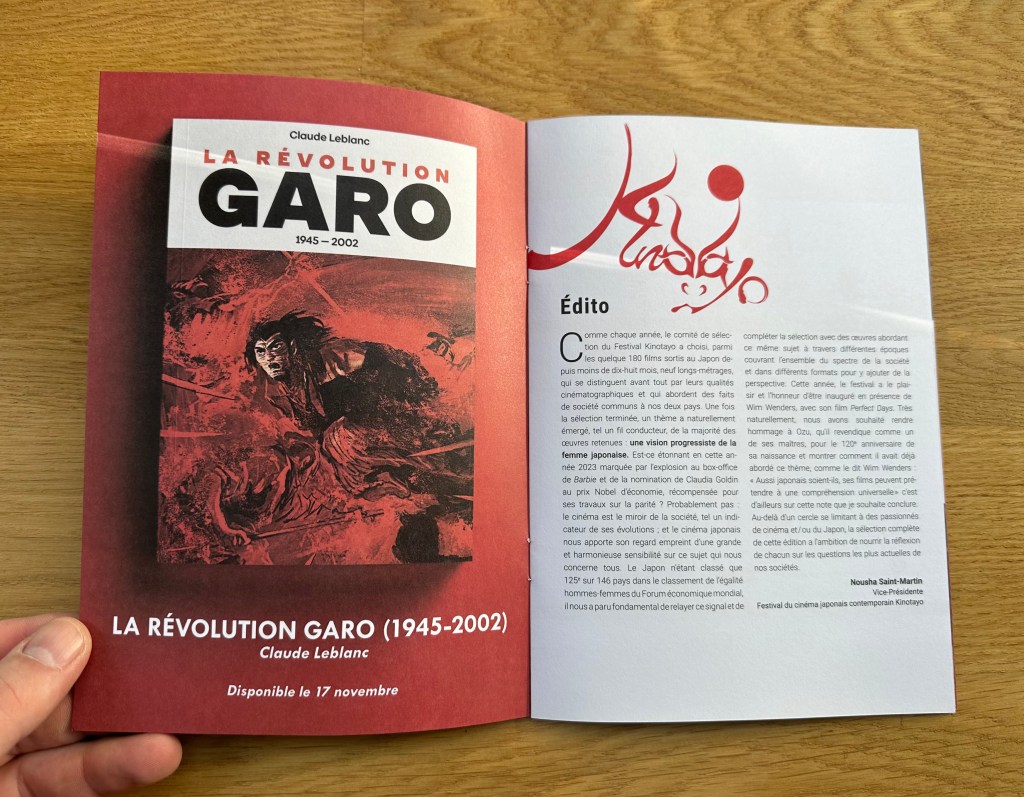 Claude Leblanc
LA RÉVOLUTION
GARO
1945 – 2002
LA RÉVOLUTION GARO (1945-2002)
Claude Leblanc
Disponible le 17 novembre
Kinotayo
Édito
Comme chaque année, le comité de sélec-
tion du Festival Kinotayo a choisi, parmi
les quelque 180 films sortis au Japon de-
puis moins de dix-huit mois, neuf longs-métrages,
qui se distinguent avant tout par leurs qualités
cinématographiques et qui abordent des faits
de société communs à nos deux pays. Une fois
la sélection terminée, un thème a naturellement
émergé, tel un fil conducteur, de la majorité des
œuvres retenues : une vision progressiste de la
femme japonaise. Est-ce étonnant en cette an-
née 2023 marquée par l'explosion au box-office
de Barbie et de la nomination de Claudia Goldin
au prix Nobel d'économie, récompensée pour
ses travaux sur la parité ? Probablement pas :
le cinéma est le miroir de la société, tel un indi-
cateur de ses évolutions ; et le cinéma japonais
nous apporte son regard empreint d'une grande
et harmonieuse sensibilité sur ce sujet qui nous
concerne tous. Le Japon n'étant classé que
125e sur 146 pays dans le classement de l'égalité
hommes-femmes du Forum économique mondial,
il nous a paru fondamental de relayer ce signal et de
compléter la sélection avec des œuvres abordant
ce même sujet à travers différentes époques
couvrant l'ensemble du spectre de la société
et dans différents formats pour y ajouter de la
perspective. Cette année, le festival a le plai-
sir et l'honneur d'être inauguré en présence de
Wim Wenders, avec son film Perfect Days. Très
naturellement, nous avons souhaité rendre
hommage à Ozu, qu'il revendique comme un
de ses maîtres, pour le 120e anniversaire de
sa naissance et montrer comment il avait déjà
abordé ce thème, comme le dit Wim Wenders :
« Aussi japonais soient-ils, ses films peuvent pré-
tendre à une compréhension universelle» c'est
d'ailleurs sur cette note que je souhaite conclure.
Au-delà d'un cercle se limitant à des passionnés
de cinéma et/ou du Japon, la sélection complète
de cette édition a l'ambition de nourrir la réflexion
de chacun sur les questions les plus actuelles de
nos sociétés.
Nousha Saint-Martin
Vice-Présidente
Festival du cinéma japonais contemporain Kinotayo